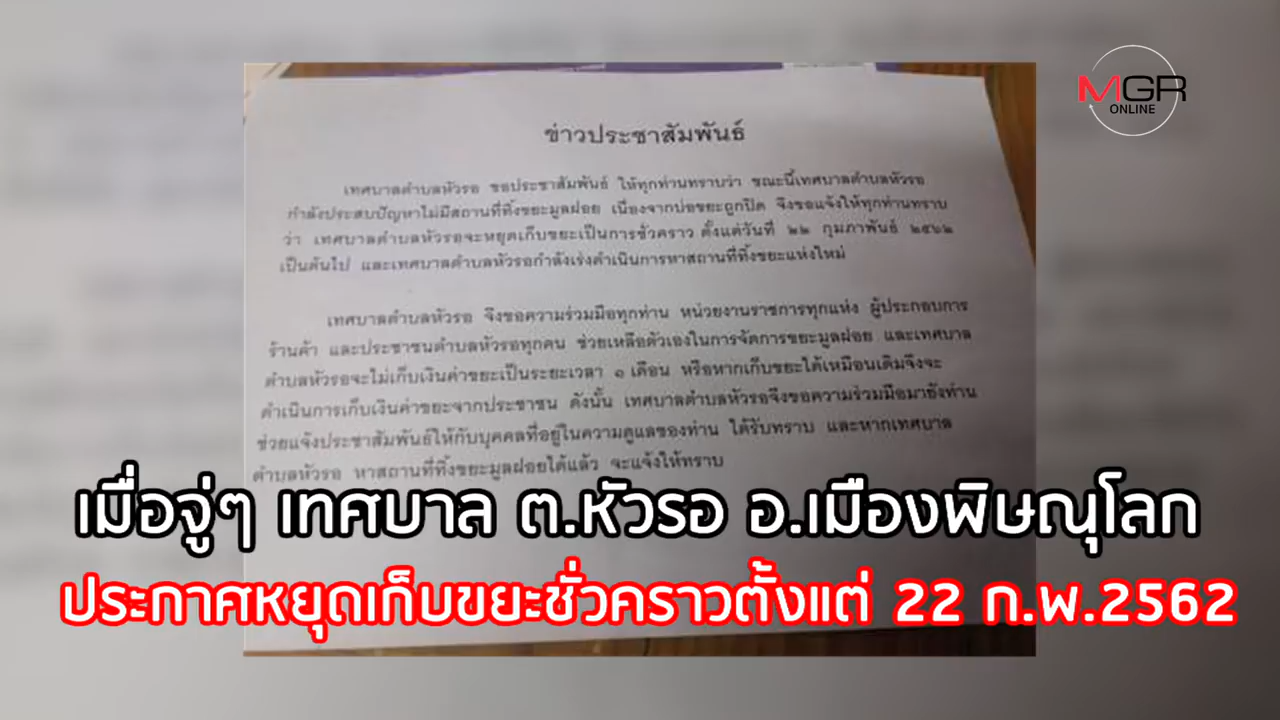 MGR
ONLINE
ข่าวประชาสัมพันธ์
เทศบาลตำบลหัวรอ ขอประชาสัมพันธ์ ให้ทุกท่านทราบว่า ขณะนี้เทศบาลตำบลหัวรอ
กำลังประสบปัญหาไม่มีสถานที่ทิ้งขยะมูลฝอย เนื่องจากบ่อขยะถูกปิด จึงขอแจ้งให้ทุกท่านทราบ
ว่า เทศบาลตำบลหัวรอจะหยุดเก็บขยะเป็นการชั่วคราว ตั้งแต่วันที่ ๒๒ กุมภาพันธ์ ๒๕๖๒
เป็นต้นไป และเทศบาลตำบลหัวรอกำลังเร่งดำเนินการหาสถานที่ทิ้งขยะแห่งใหม่
เทศบาลตำบลหัวรอ จึงขอความร่วมมือทุกท่าน หน่วยงานราชการทุกแห่ง ผู้ประกอบการ
ร้านค้า และประชาชนตำบลหัวรอทุกคน ช่วยเหลือตัวเองในการจัดการขยะมูลฝอย และเทศบาล
ตำบลหัวรอจะไม่เก็บเงินค่าขยะเป็นระยะเวลา ๑ เดือน หรือหากเก็บขยะได้เหมือนเดิมจึงจะ
ดำเนินการเก็บเงินค่าขยะจากประชาชน ดังนั้น เทศบาลตำบลหัวรอจึงขอความร่วมมือมายังท่าน
ช่วยแจ้งประชาสัมพันธ์ให้กับบุคคลที่อยู่ในความดูแลของท่าน ได้รับทราบ และหากเทศบาล
ตำบลหัวรอ หาสถานที่ทิ้งขยะมูลฝอยได้แล้ว จะแจ้งให้ทราบ
เมื่อจู่ๆ เทศบาล ต.หัวรอ อ.เมืองพิษณุโลก
ประกาศหยุดเก็บขยะชั่วคราวตั้งแต่ 22 ก.พ.2562